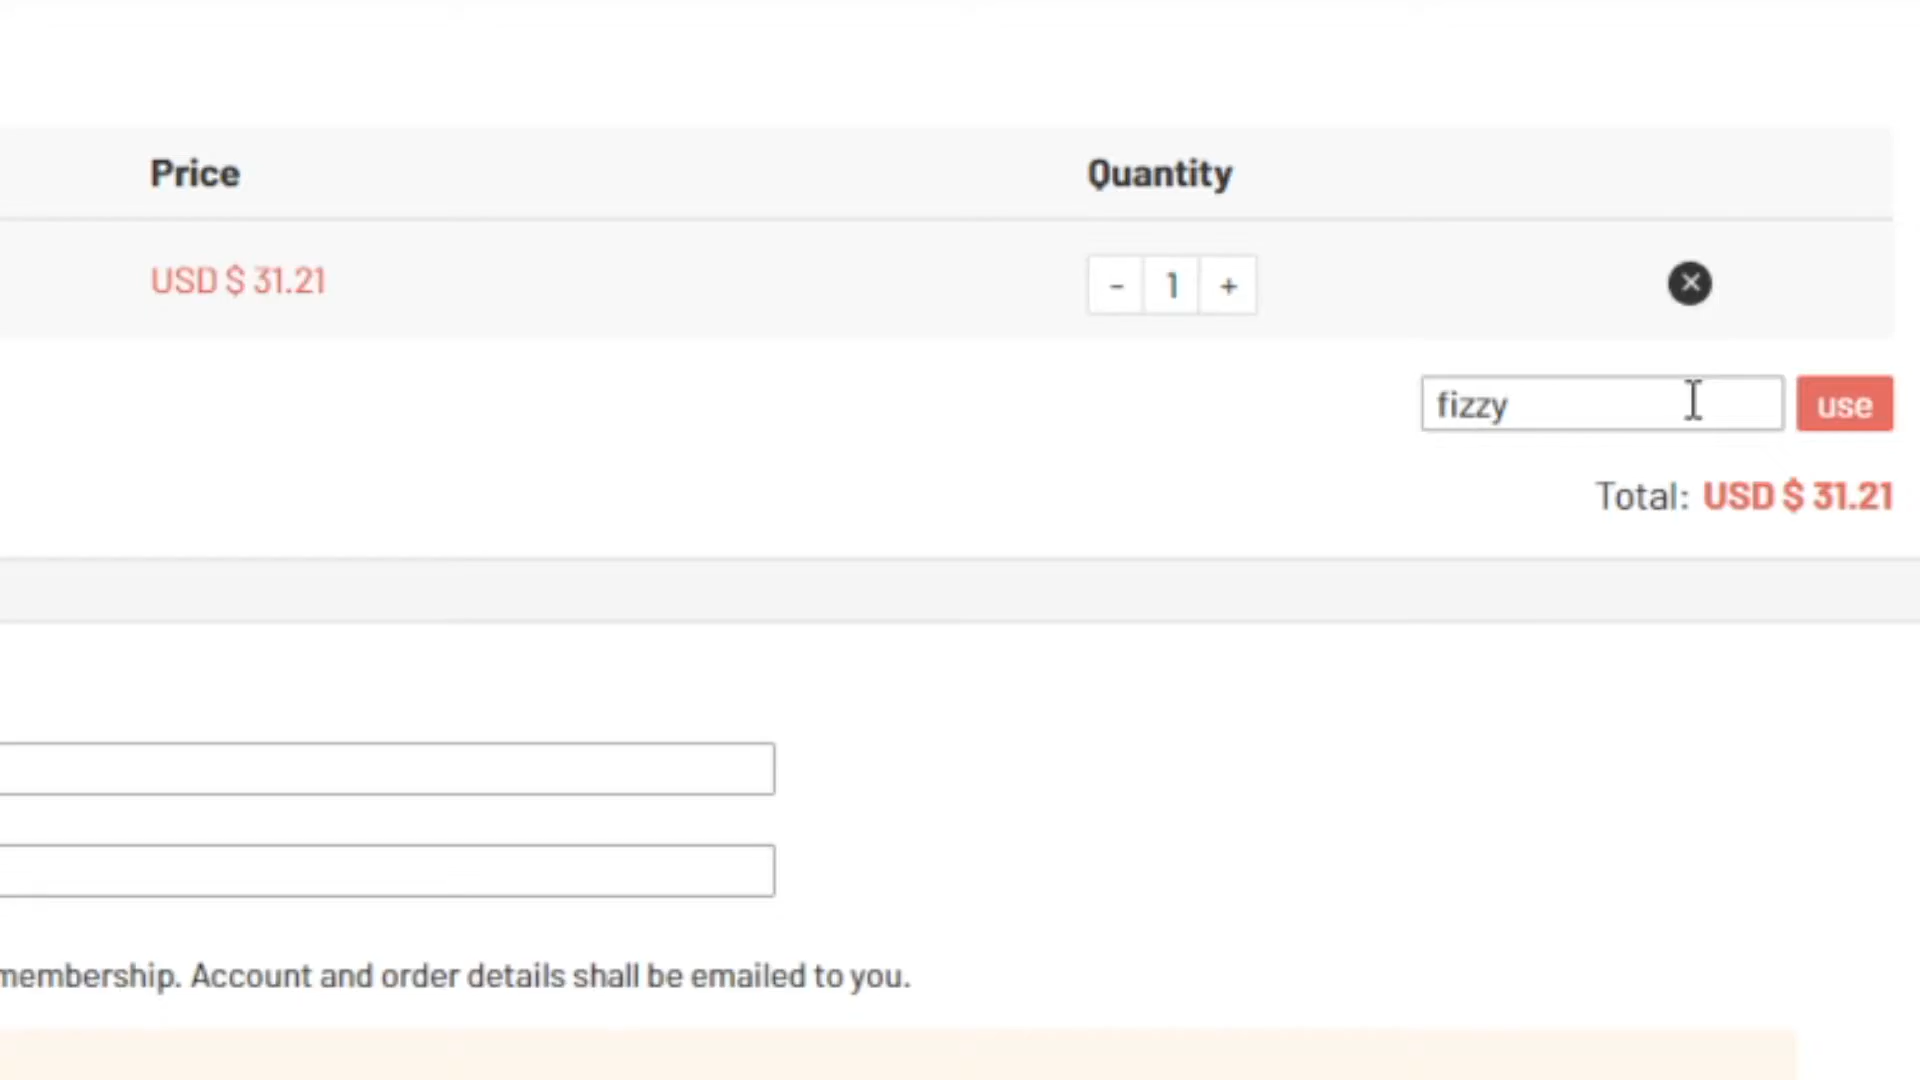 Price Quantity
USD $ 31.21 - 1 +
fizzy use
Total: USD $ 31.21
membership. Account and order details shall be emailed to you.